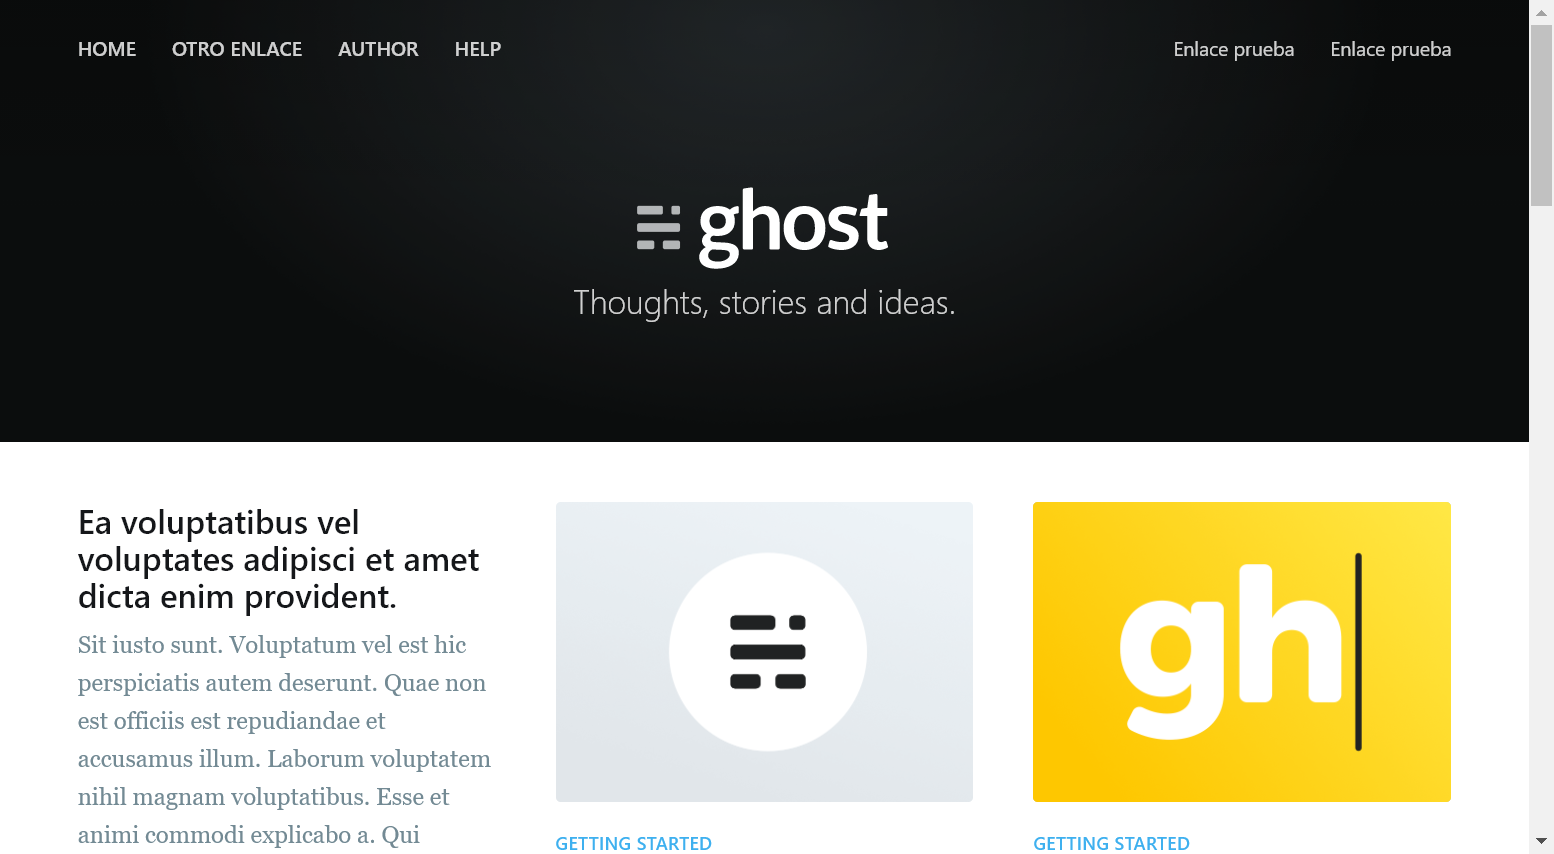 HOME OTRO ENLACE AUTHOR HELP Enlace prueba Enlace prueba
ghost
Thoughts, stories and ideas.
Ea voluptatibus vel
voluptates adipisci et amet
dicta enim provident.
Sit iusto sunt. Voluptatum vel est hic
perspiciatis autem deserunt. Quae non
est officiis est repudiandae et
accusamus illum. Laborum voluptatem
nihil magnam voluptatibus. Esse et
animi commodi explicabo a. Qui
gh
GETTING STARTED
GETTING STARTED